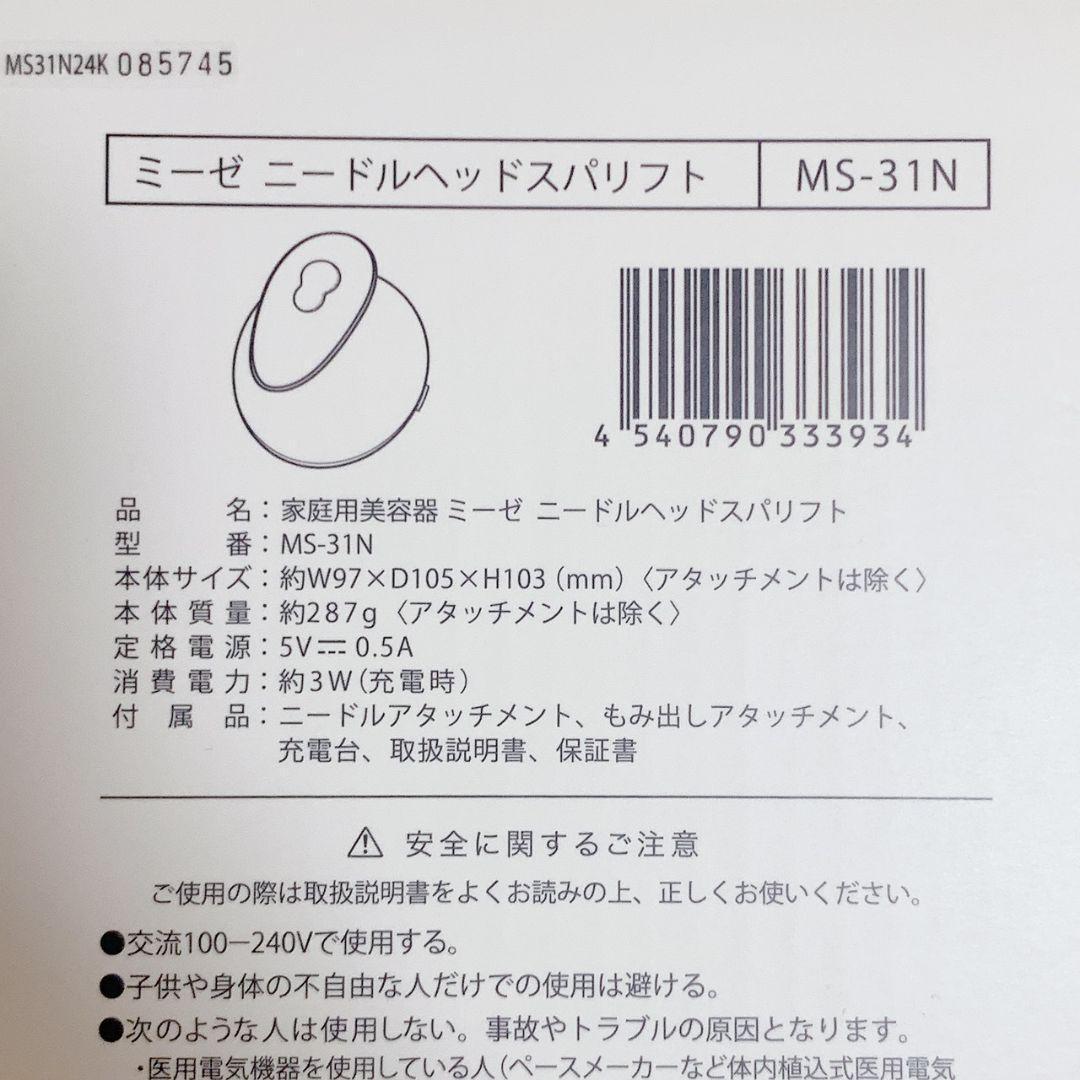 MS31N24K 085745
ミーゼ ニードルヘッドスパリフト MS-31N
4 540790 333934
品名：家庭用美容器 ミーゼ ニードルヘッドスパリフト
型番：MS-31N
本体サイズ：約W97×D105×H103（mm）〈アタッチメントは除く〉
本体質量：約287g〈アタッチメントは除く〉
定格電源：5V⎓0.5A
消費電力：約3W（充電時）
付属品：ニードルアタッチメント、もみ出しアタッチメント、
充電台、取扱説明書、保証書
⚠ 安全に関するご注意
ご使用の際は取扱説明書をよくお読みの上、正しくお使いください。
●交流100－240Vで使用する。
●子供や身体の不自由な人だけでの使用は避ける。
●次のような人は使用しない。事故やトラブルの原因となります。
・医用電気機器を使用している人（ペースメーカーなど体内植込式医用電気